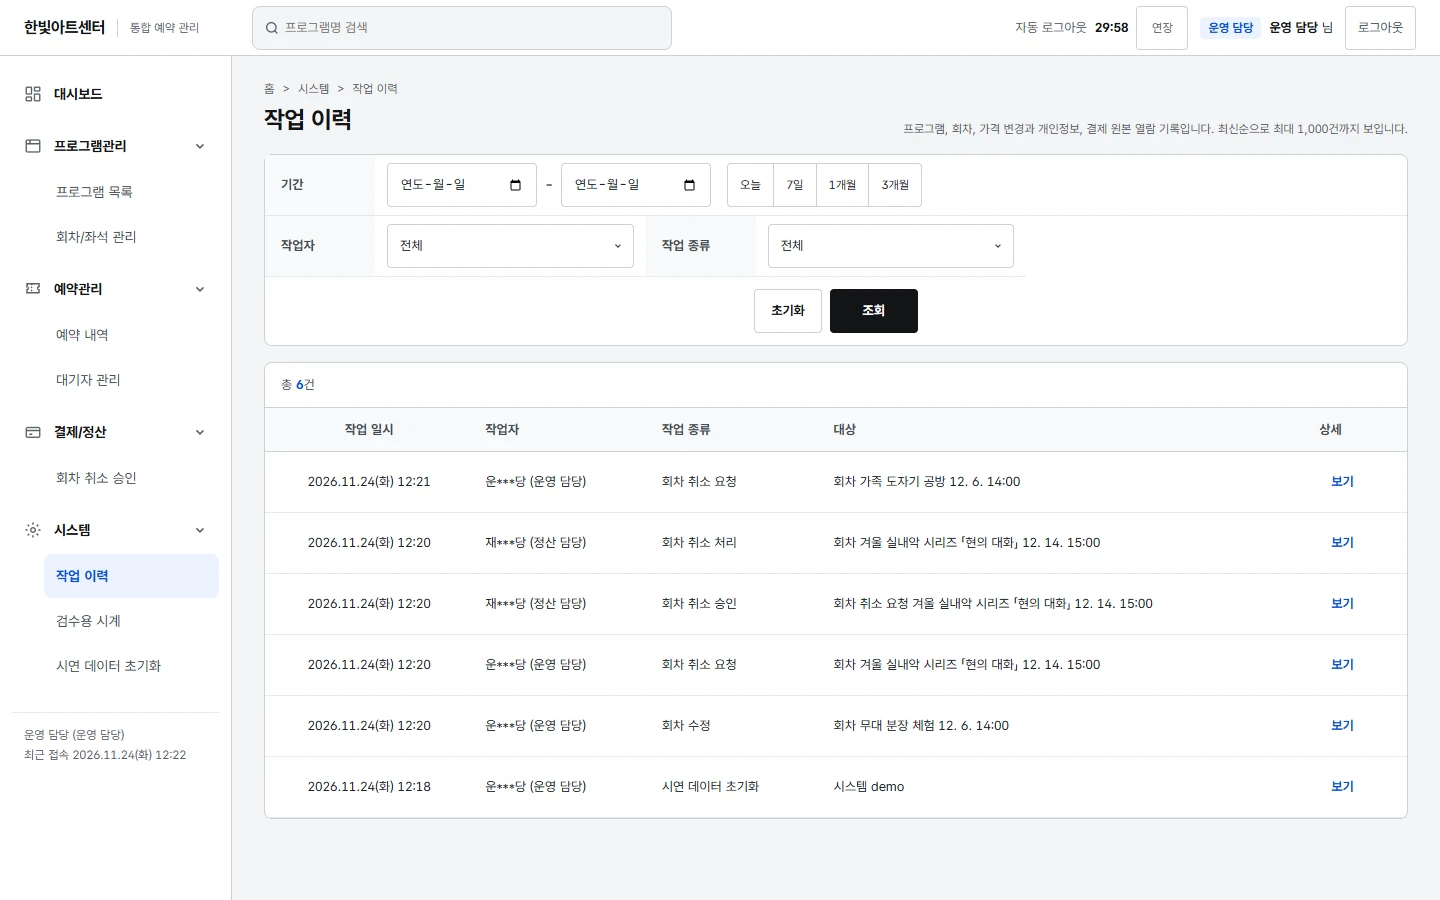 한빛아트센터 통합 예약 관리 프로그램명 검색 자동 로그아웃 29:58 연장 운영 담당 운영 담당 님 로그아웃
대시보드
프로그램관리
프로그램 목록
회차/좌석 관리
예약관리
예약 내역
대기자 관리
결제/정산
회차 취소 승인
시스템
작업 이력
검수용 시계
시연 데이터 초기화
운영 담당 (운영 담당)
최근 접속 2026.11.24(화) 12:22
홈 > 시스템 > 작업 이력
작업 이력
프로그램, 회차, 가격 변경과 개인정보, 결제 원본 열람 기록입니다. 최신순으로 최대 1,000건까지 보입니다.
기간 연도-월-일 - 연도-월-일 오늘 7일 1개월 3개월
작업자 전체 작업 종류 전체
초기화 조회
총 6건
작업 일시 작업자 작업 종류 대상 상세
2026.11.24(화) 12:21 운***당 (운영 담당) 회차 취소 요청 회차 가족 도자기 공방 12. 6. 14:00 보기
2026.11.24(화) 12:20 재***당 (정산 담당) 회차 취소 처리 회차 겨울 실내악 시리즈 「현의 대화」 12. 14. 15:00 보기
2026.11.24(화) 12:20 재***당 (정산 담당) 회차 취소 승인 회차 취소 요청 겨울 실내악 시리즈 「현의 대화」 12. 14. 15:00 보기
2026.11.24(화) 12:20 운***당 (운영 담당) 회차 취소 요청 회차 겨울 실내악 시리즈 「현의 대화」 12. 14. 15:00 보기
2026.11.24(화) 12:20 운***당 (운영 담당) 회차 수정 회차 무대 분장 체험 12. 6. 14:00 보기
2026.11.24(화) 12:18 운***당 (운영 담당) 시연 데이터 초기화 시스템 demo 보기